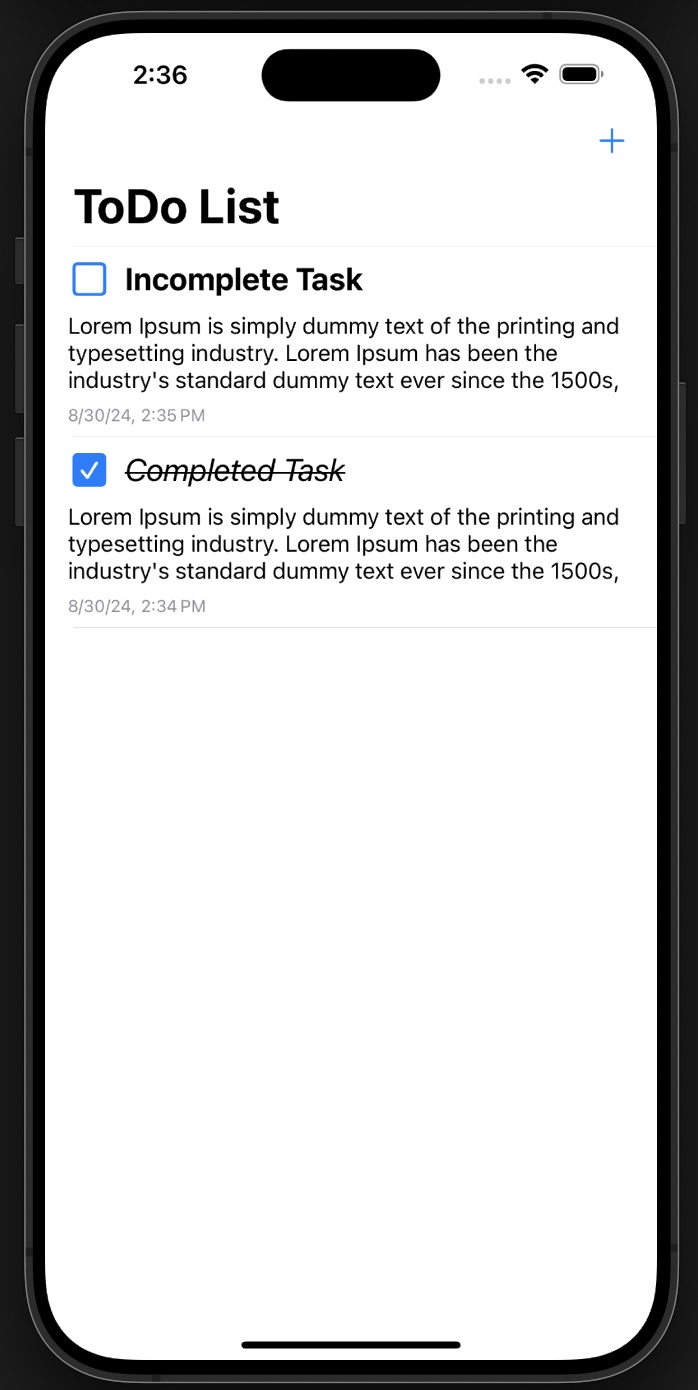 2:36
ToDo List
Incomplete Task
Lorem Ipsum is simply dummy text of the printing and
typesetting industry. Lorem Ipsum has been the
industry's standard dummy text ever since the 1500s,
8/30/24, 2:35 PM
Completed Task
Lorem Ipsum is simply dummy text of the printing and
typesetting industry. Lorem Ipsum has been the
industry's standard dummy text ever since the 1500s,
8/30/24, 2:34 PM